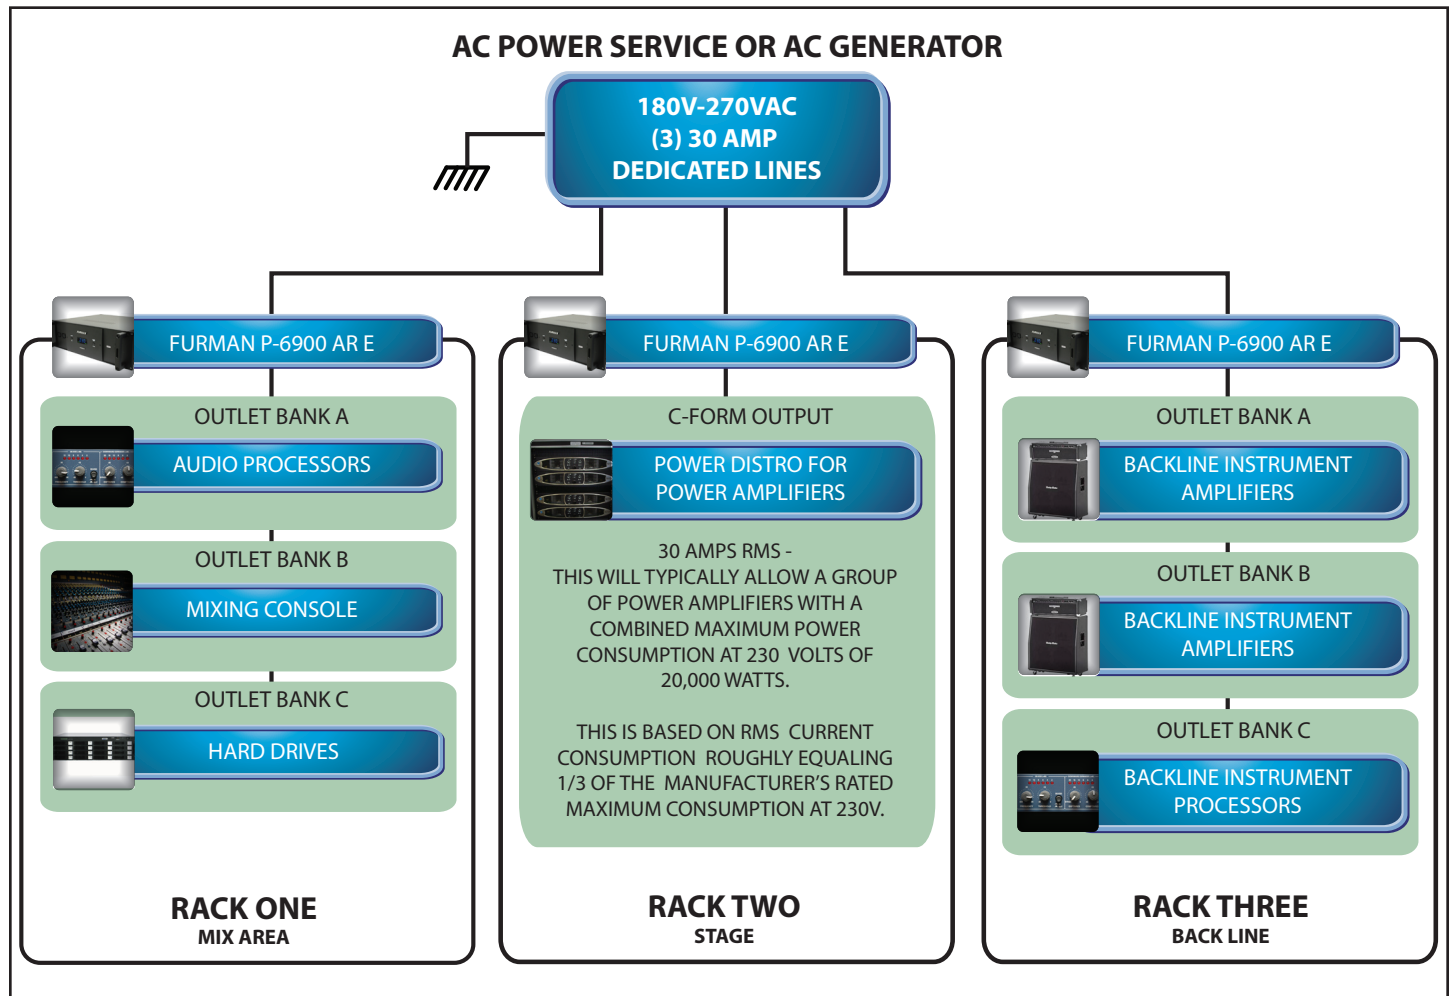 AC POWER SERVICE OR AC GENERATOR
180V-270VAC
(3) 30 AMP
DEDICATED LINES
FURMAN P-6900 AR E
OUTLET BANK A
AUDIO PROCESSORS
OUTLET BANK B
MIXING CONSOLE
OUTLET BANK C
HARD DRIVES
RACK ONE
MIX AREA
FURMAN P-6900 AR E
C-FORM OUTPUT
POWER DISTRO FOR
POWER AMPLIFIERS
30 AMPS RMS -
THIS WILL TYPICALLY ALLOW A GROUP
OF POWER AMPLIFIERS WITH A
COMBINED MAXIMUM POWER
CONSUMPTION AT 230 VOLTS OF
20,000 WATTS.
THIS IS BASED ON RMS CURRENT
CONSUMPTION ROUGHLY EQUALING
1/3 OF THE MANUFACTURER'S RATED
MAXIMUM CONSUMPTION AT 230V.
RACK TWO
STAGE
FURMAN P-6900 AR E
OUTLET BANK A
BACKLINE INSTRUMENT
AMPLIFIERS
OUTLET BANK B
BACKLINE INSTRUMENT
AMPLIFIERS
OUTLET BANK C
BACKLINE INSTRUMENT
PROCESSORS
RACK THREE
BACK LINE